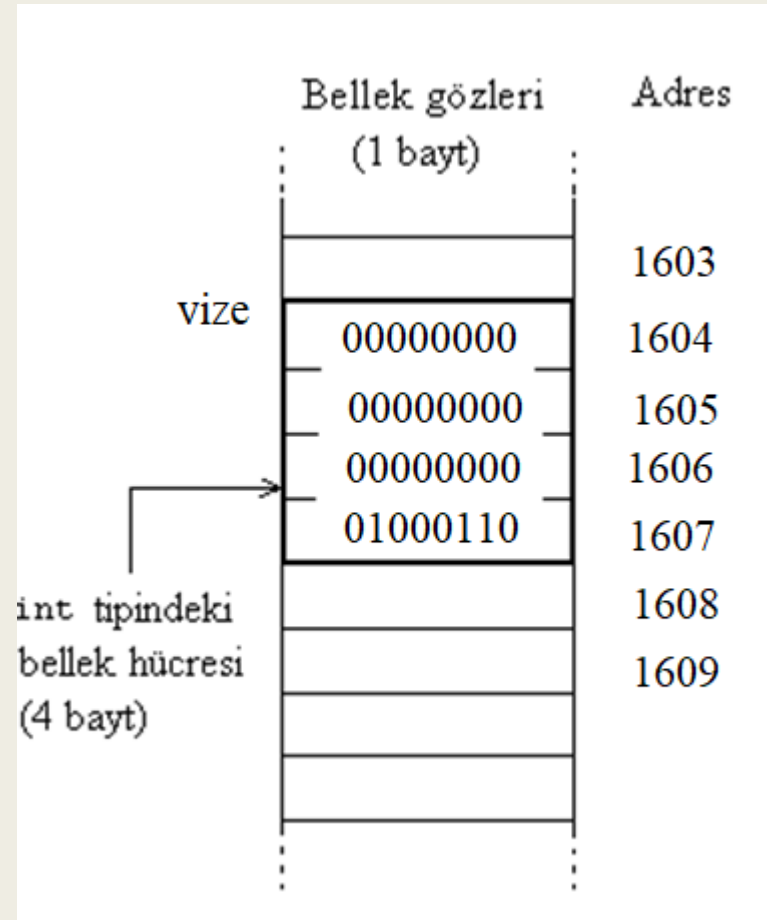 Bellek gözleri
(1 bayt)
Adres
1603
vize
00000000 1604
00000000 1605
00000000 1606
01000110 1607
int tipindeki
bellek hücresi
(4 bayt)
1608
1609